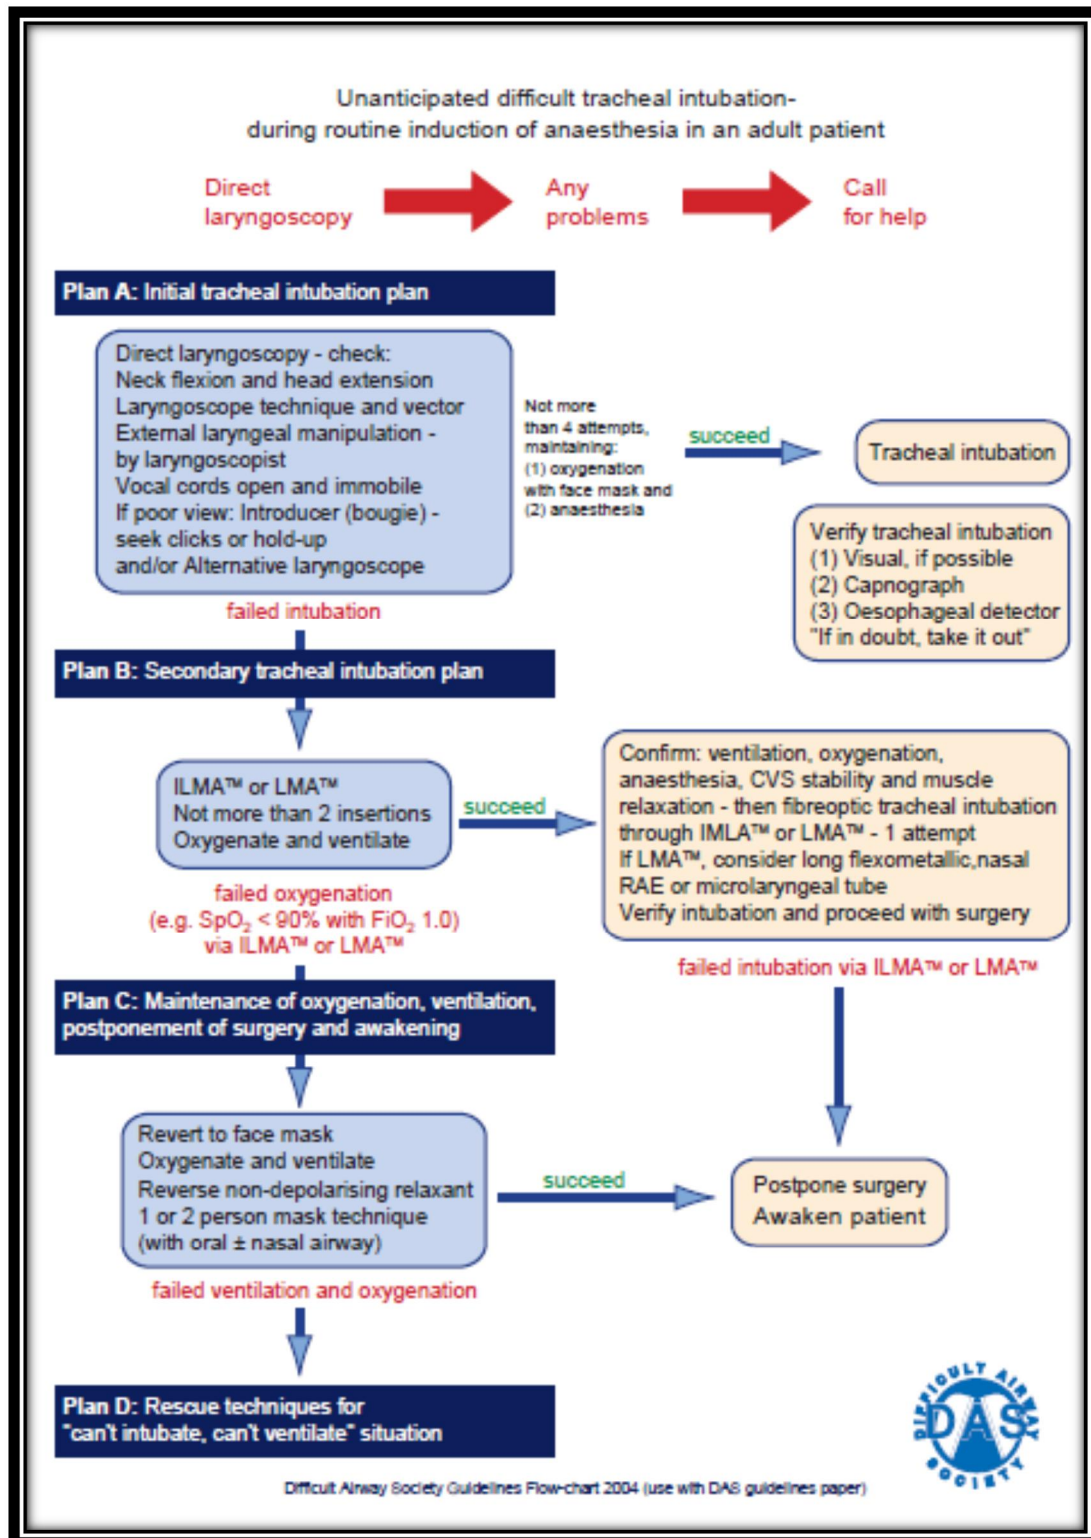 Unanticipated difficult tracheal intubation-
during routine induction of anaesthesia in an adult patient
Direct
laryngoscopy
Any
problems
Call
for help
Plan A: Initial tracheal intubation plan
Direct laryngoscopy - check:
Neck flexion and head extension
Laryngoscope technique and vector
External laryngeal manipulation -
by laryngoscopist
Vocal cords open and immobile
If poor view: Introducer (bougie) -
seek clicks or hold-up
and/or Alternative laryngoscope
Not more
than 4 attempts,
maintaining:
(1) oxygenation
with face mask and
(2) anaesthesia
succeed
Tracheal intubation
Verify tracheal intubation
(1) Visual, if possible
(2) Capnograph
(3) Oesophageal detector
"If in doubt, take it out"
failed intubation
Plan B: Secondary tracheal intubation plan
ILMA™ or LMA™
Not more than 2 insertions
Oxygenate and ventilate
succeed
Confirm: ventilation, oxygenation,
anaesthesia, CVS stability and muscle
relaxation - then fibreoptic tracheal intubation
through IMLA™ or LMA™ - 1 attempt
If LMA™, consider long flexometallic,nasal
RAE or microlaryngeal tube
Verify intubation and proceed with surgery
failed oxygenation
(e.g. SpO₂ < 90% with FiO₂ 1.0)
via ILMA™ or LMA™
failed intubation via ILMA™ or LMA™
Plan C: Maintenance of oxygenation, ventilation,
postponement of surgery and awakening
Revert to face mask
Oxygenate and ventilate
Reverse non-depolarising relaxant
1 or 2 person mask technique
(with oral ± nasal airway)
succeed
Postpone surgery
Awaken patient
failed ventilation and oxygenation
Plan D: Rescue techniques for
"can't intubate, can't ventilate" situation
DIFFICULT AIRWAY
DAS
SOCIETY
Difficult Airway Society Guidelines Flow-chart 2004 (use with DAS guidelines paper)